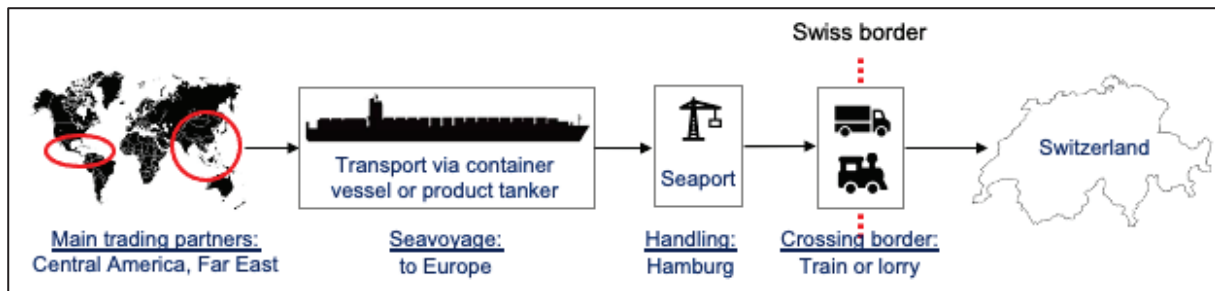 Swiss border
Transport via container
vessel or product tanker
Seaport
Switzerland
Main trading partners:
Central America, Far East
Seavoyage:
to Europe
Handling:
Hamburg
Crossing border:
Train or lorry